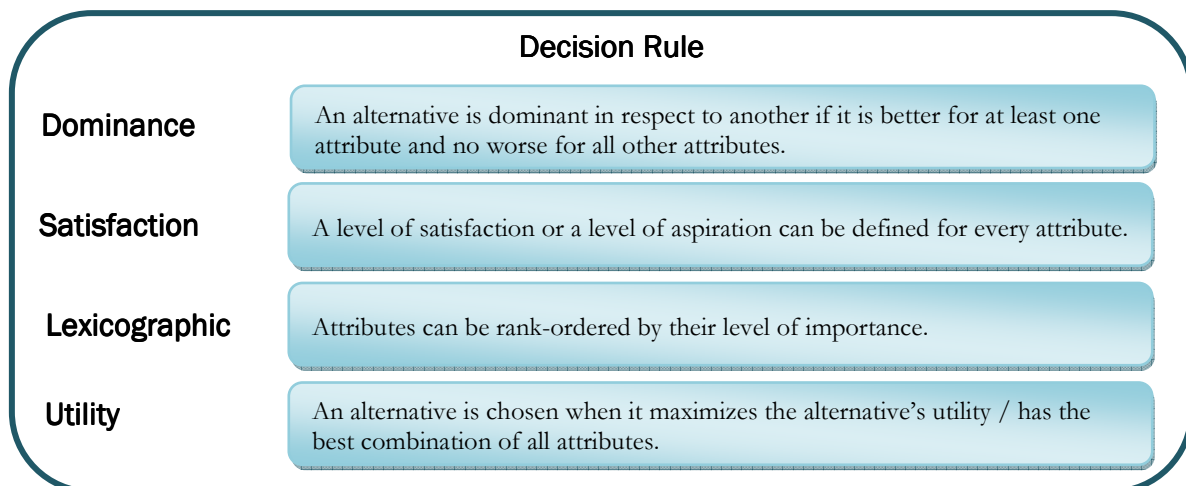 Decision Rule
Dominance
An alternative is dominant in respect to another if it is better for at least one
attribute and no worse for all other attributes.
Satisfaction
A level of satisfaction or a level of aspiration can be defined for every attribute.
Lexicographic
Attributes can be rank-ordered by their level of importance.
Utility
An alternative is chosen when it maximizes the alternative’s utility / has the
best combination of all attributes.